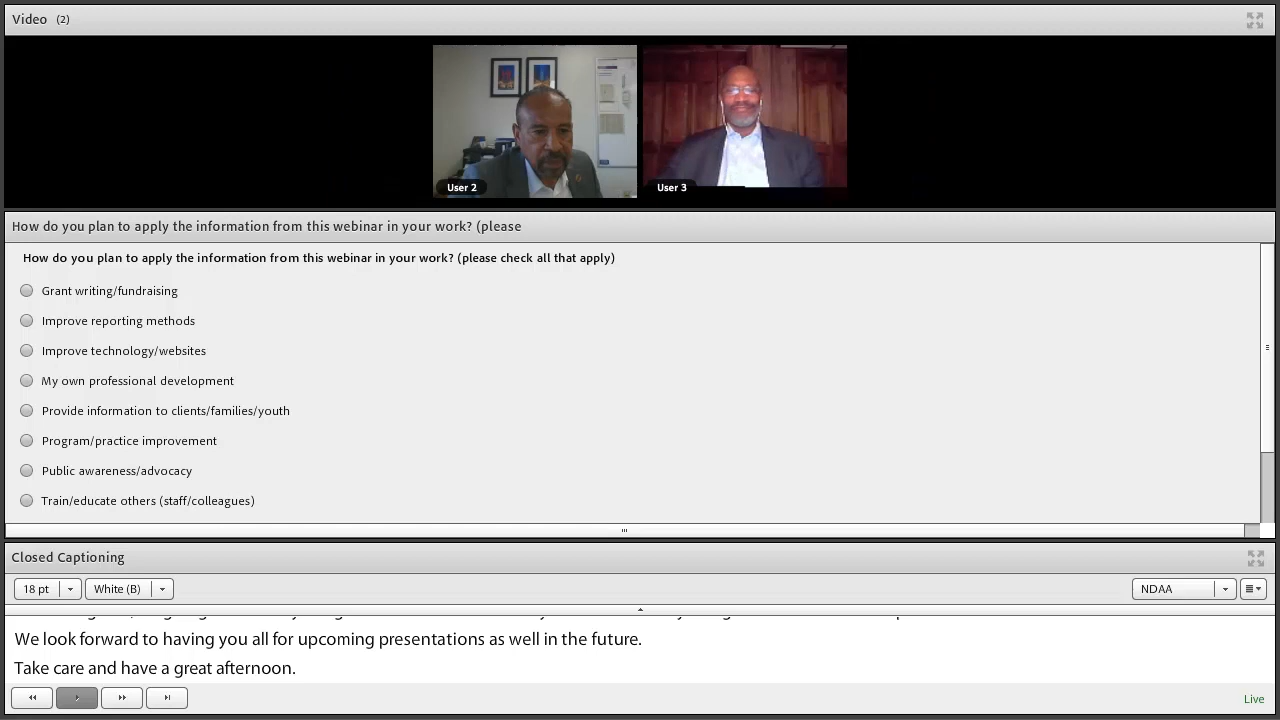 Video (2)
User 2
User 3
How do you plan to apply the information from this webinar in your work? (please
How do you plan to apply the information from this webinar in your work? (please check all that apply)
Grant writing/fundraising
Improve reporting methods
Improve technology/websites
My own professional development
Provide information to clients/families/youth
Program/practice improvement
Public awareness/advocacy
Train/educate others (staff/colleagues)
Closed Captioning
18 pt White (B) NDAA
We look forward to having you all for upcoming presentations as well in the future.
Take care and have a great afternoon.
Live